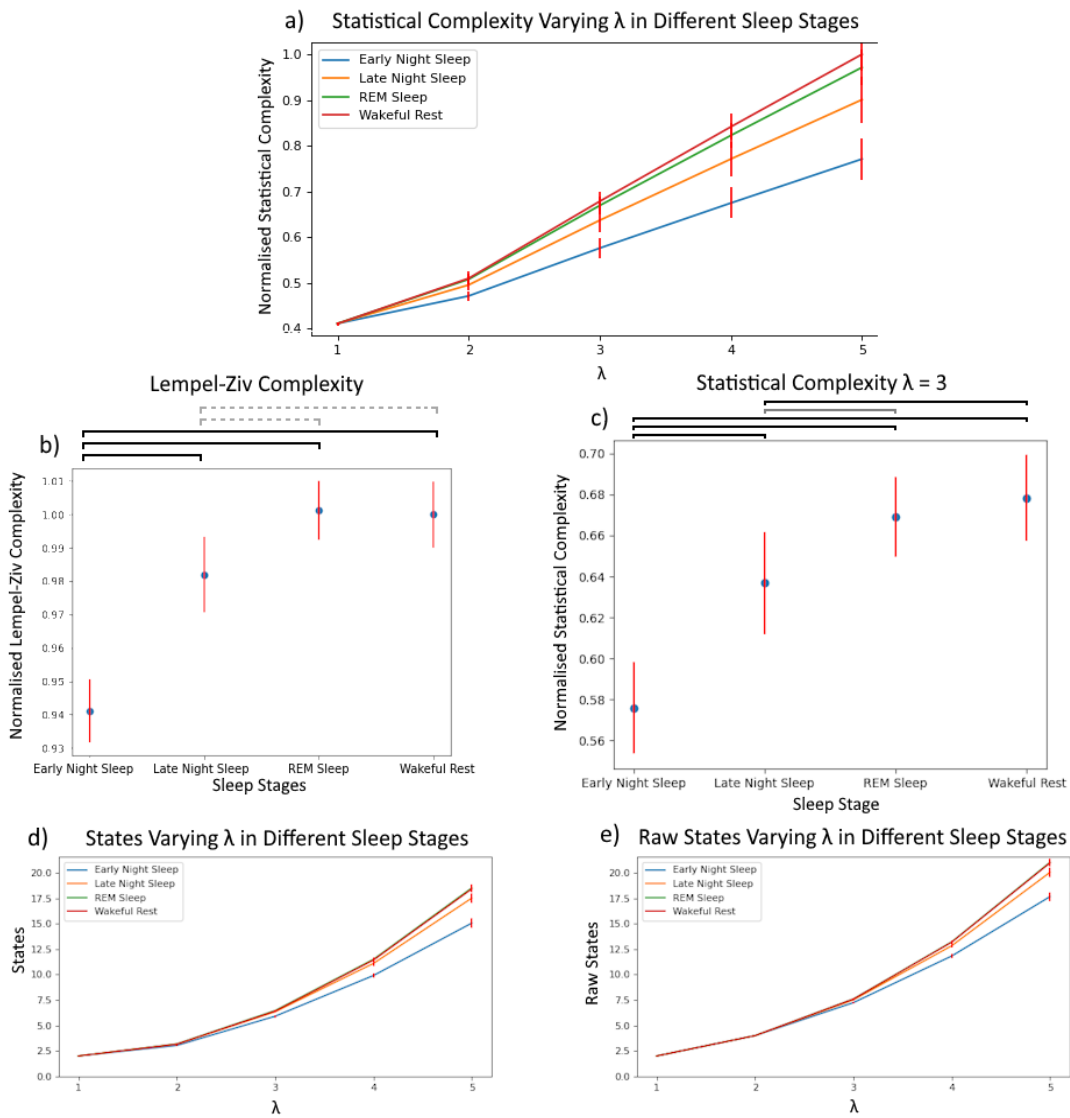 a) Statistical Complexity Varying λ in Different Sleep Stages
Normalised Statistical Complexity
1.0
0.9
0.8
0.7
0.6
0.5
0.4
Early Night Sleep
Late Night Sleep
REM Sleep
Wakeful Rest
1 2 3 4 5
λ
Lempel-Ziv Complexity
b)
Normalised Lempel-Ziv Complexity
1.01
1.00
0.99
0.98
0.97
0.96
0.95
0.94
0.93
Early Night Sleep Late Night Sleep REM Sleep Wakeful Rest
Sleep Stages
Statistical Complexity λ = 3
c)
Normalised Statistical Complexity
0.70
0.68
0.66
0.64
0.62
0.60
0.58
0.56
Early Night Sleep Late Night Sleep REM Sleep Wakeful Rest
Sleep Stage
d) States Varying λ in Different Sleep Stages
States
20.0
17.5
15.0
12.5
10.0
7.5
5.0
2.5
0.0
Early Night Sleep
Late Night Sleep
REM Sleep
Wakeful Rest
1 2 3 4 5
λ
e) Raw States Varying λ in Different Sleep Stages
Raw States
20.0
17.5
15.0
12.5
10.0
7.5
5.0
2.5
0.0
Early Night Sleep
Late Night Sleep
REM Sleep
Wakeful Rest
1 2 3 4 5
λ